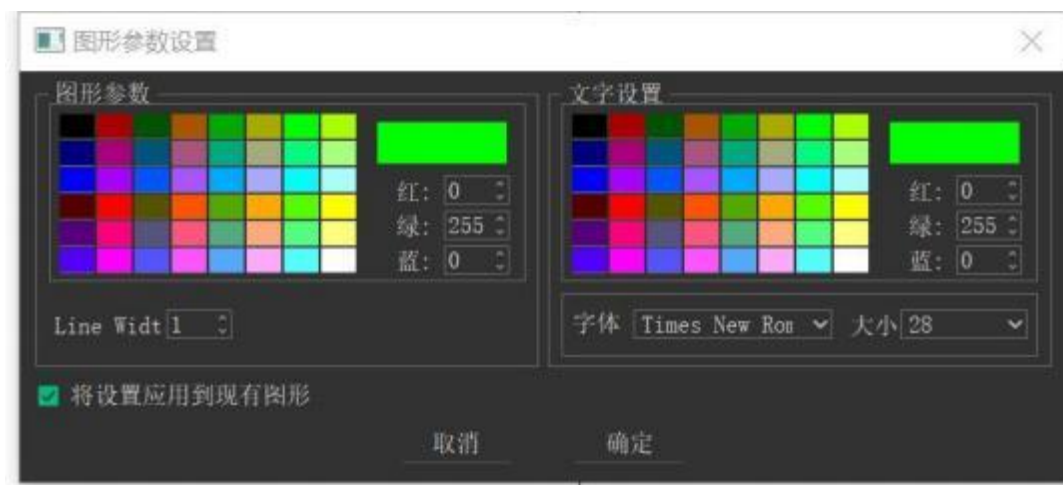 图形参数设置
图形参数
红: 0
绿: 255
蓝: 0
Line Widt 1
文字设置
红: 0
绿: 255
蓝: 0
字体 Times New Rom 大小 28
将设置应用到现有图形
取消 确定